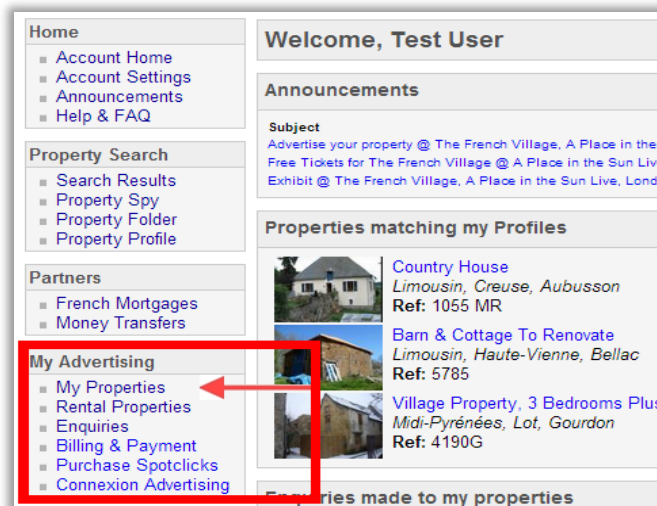 Home
Account Home
Account Settings
Announcements
Help & FAQ
Property Search
Search Results
Property Spy
Property Folder
Property Profile
Partners
French Mortgages
Money Transfers
My Advertising
My Properties
Rental Properties
Enquiries
Billing & Payment
Purchase Spotclicks
Connexion Advertising
Welcome, Test User
Announcements
Subject
Advertise your property @ The French Village, A Place in the
Free Tickets for The French Village @ A Place in the Sun Liv
Exhibit @ The French Village, A Place in the Sun Live, Lond
Properties matching my Profiles
Country House
Limousin, Creuse, Aubusson
Ref: 1055 MR
Barn & Cottage To Renovate
Limousin, Haute-Vienne, Bellac
Ref: 5785
Village Property, 3 Bedrooms Plus
Midi-Pyrénées, Lot, Gourdon
Ref: 4190G
Enquiries made to my properties